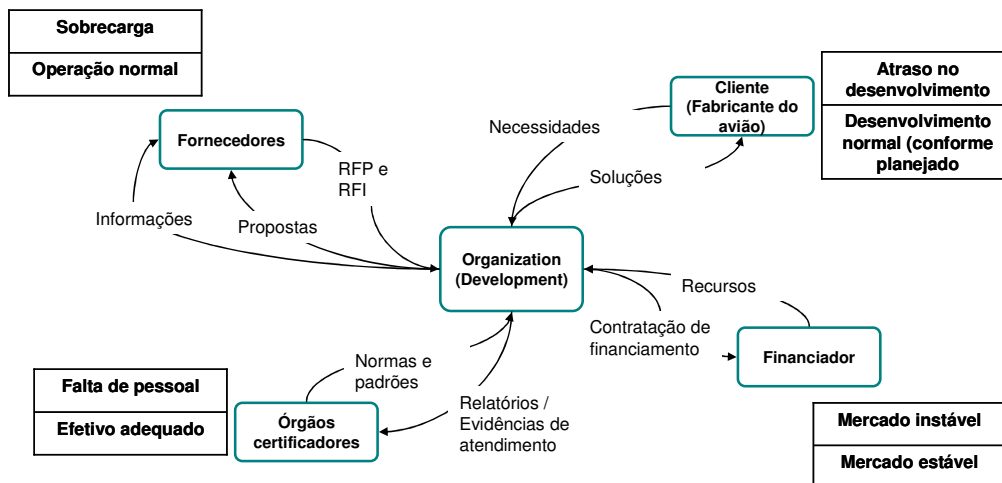 Sobrecarga
Operação normal
Cliente
(Fabricante do
avião)
Atraso no
desenvolvimento
Desenvolvimento
normal (conforme
planejado
Fornecedores
Necessidades
RFP e
RFI
Soluções
Informações
Propostas
Organization
(Development)
Recursos
Contratação de
financiamento
Financiador
Normas e
padrões
Falta de pessoal
Efetivo adequado
Órgãos
certificadores
Relatórios /
Evidências de
atendimento
Mercado instável
Mercado estável